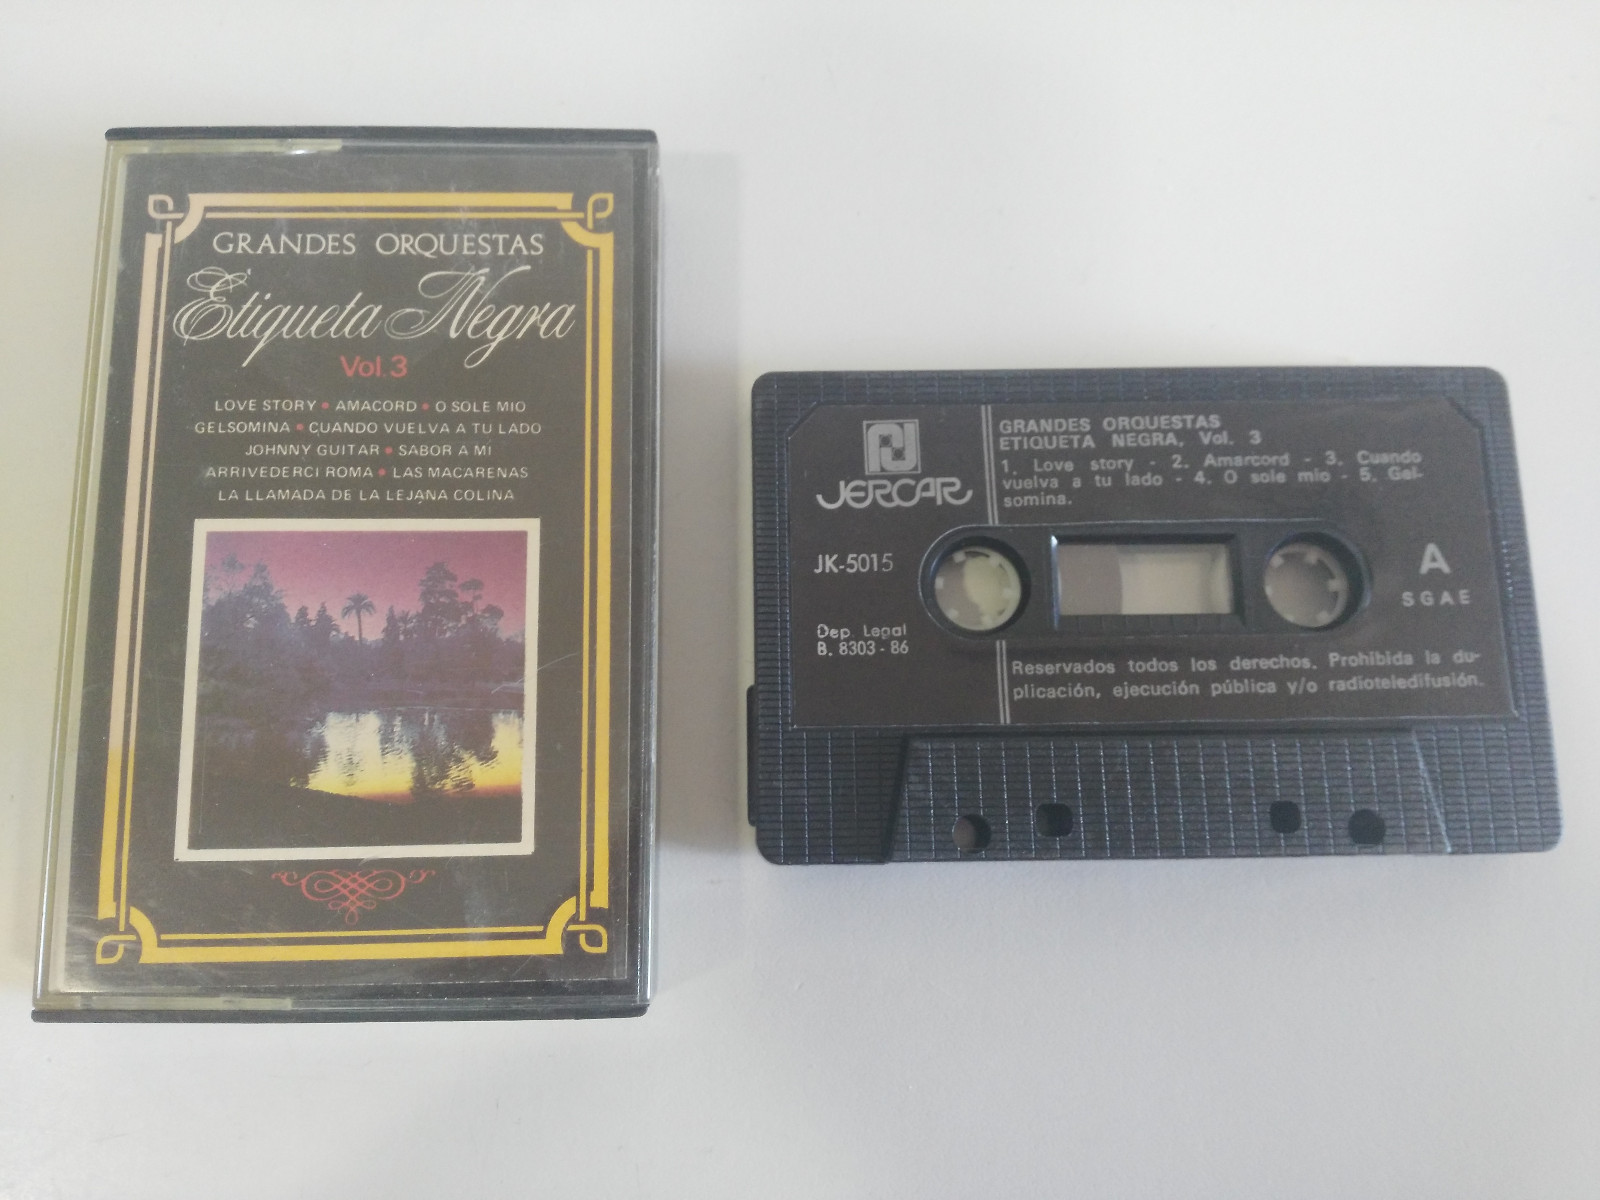 GRANDES ORQUESTAS
Etiqueta Negra
Vol. 3
LOVE STORY • AMACORD • O SOLE MIO
GELSOMINA • CUANDO VUELVA A TU LADO
JOHNNY GUITAR • SABOR A MI
ARRIVEDERCI ROMA • LAS MACARENAS
LA LLAMADA DE LA LEJANA COLINA
JERCAR
GRANDES ORQUESTAS
ETIQUETA NEGRA, Vol. 3
1. Love story - 2. Amarcord - 3. Cuando
vuelva a tu lado - 4. O sole mio - 5. Gel-
somina.
JK-5015
A
SGAE
Dep. Legal
B. 8303 - 86
Reservados todos los derechos. Prohibida la du-
plicación, ejecución pública y/o radioteledifusión.